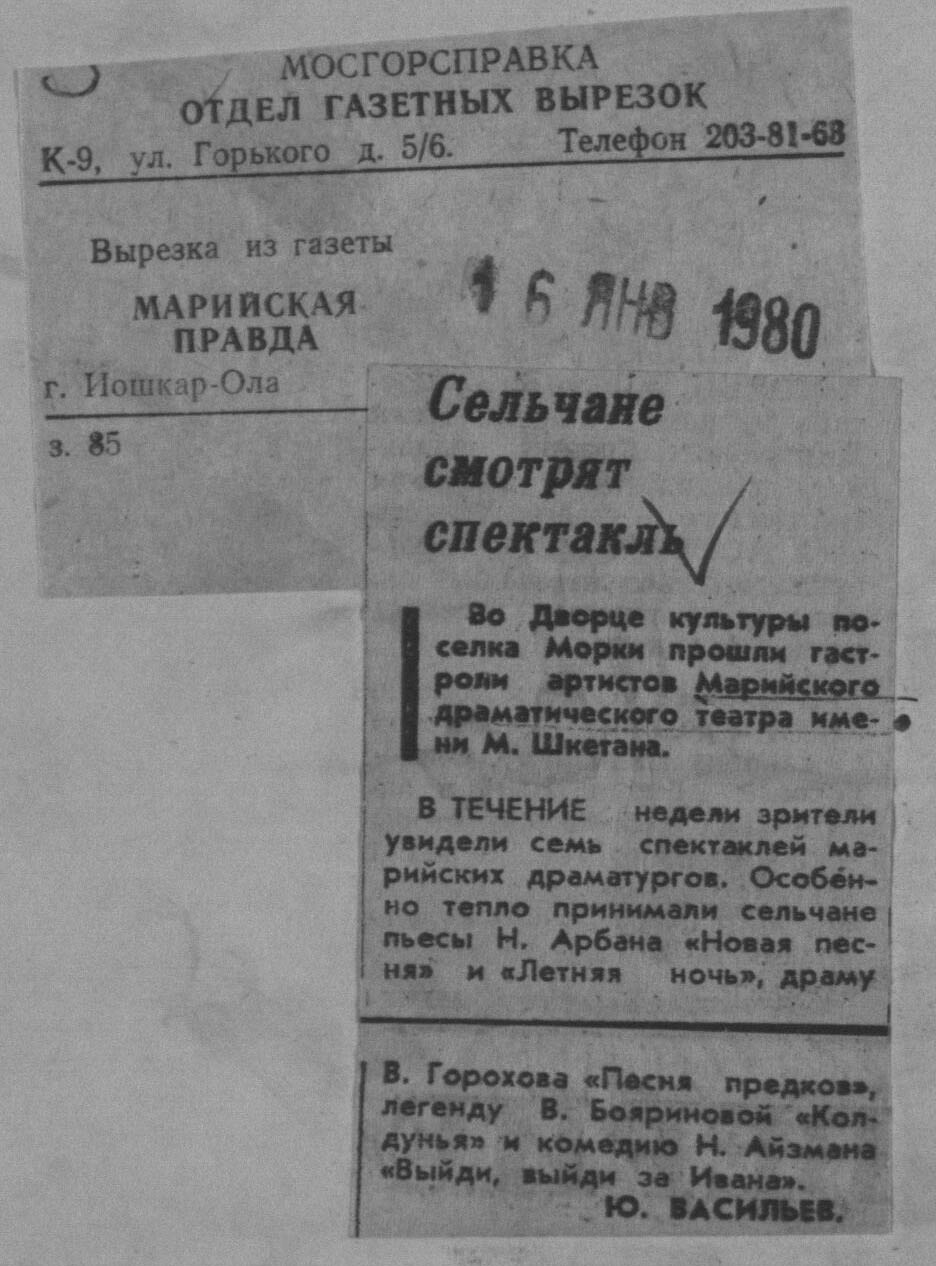 МОСГОРСПРАВКА
ОТДЕЛ ГАЗЕТНЫХ ВЫРЕЗОК
К-9, ул. Горького д. 5/6. Телефон 203-81-63
Вырезка из газеты
МАРИЙСКАЯ
ПРАВДА
г. Йошкар-Ола
16 ЯНВ 1980
з. 85
Сельчане
смотрят
спектакль
Во Дворце культуры по-
селка Морки прошли гаст-
роли артистов Марийского
драматического театра име-
ни М. Шкетана.
В ТЕЧЕНИЕ недели зрители
увидели семь спектаклей ма-
рийских драматургов. Особен-
но тепло принимали сельчане
пьесы Н. Арбана «Новая пес-
ня» и «Летняя ночь», драму
В. Горохова «Песня предков»,
легенду В. Бояриновой «Кол-
дунья» и комедию Н. Айзмана
«Выйди, выйди за Ивана».
Ю. ВАСИЛЬЕВ.